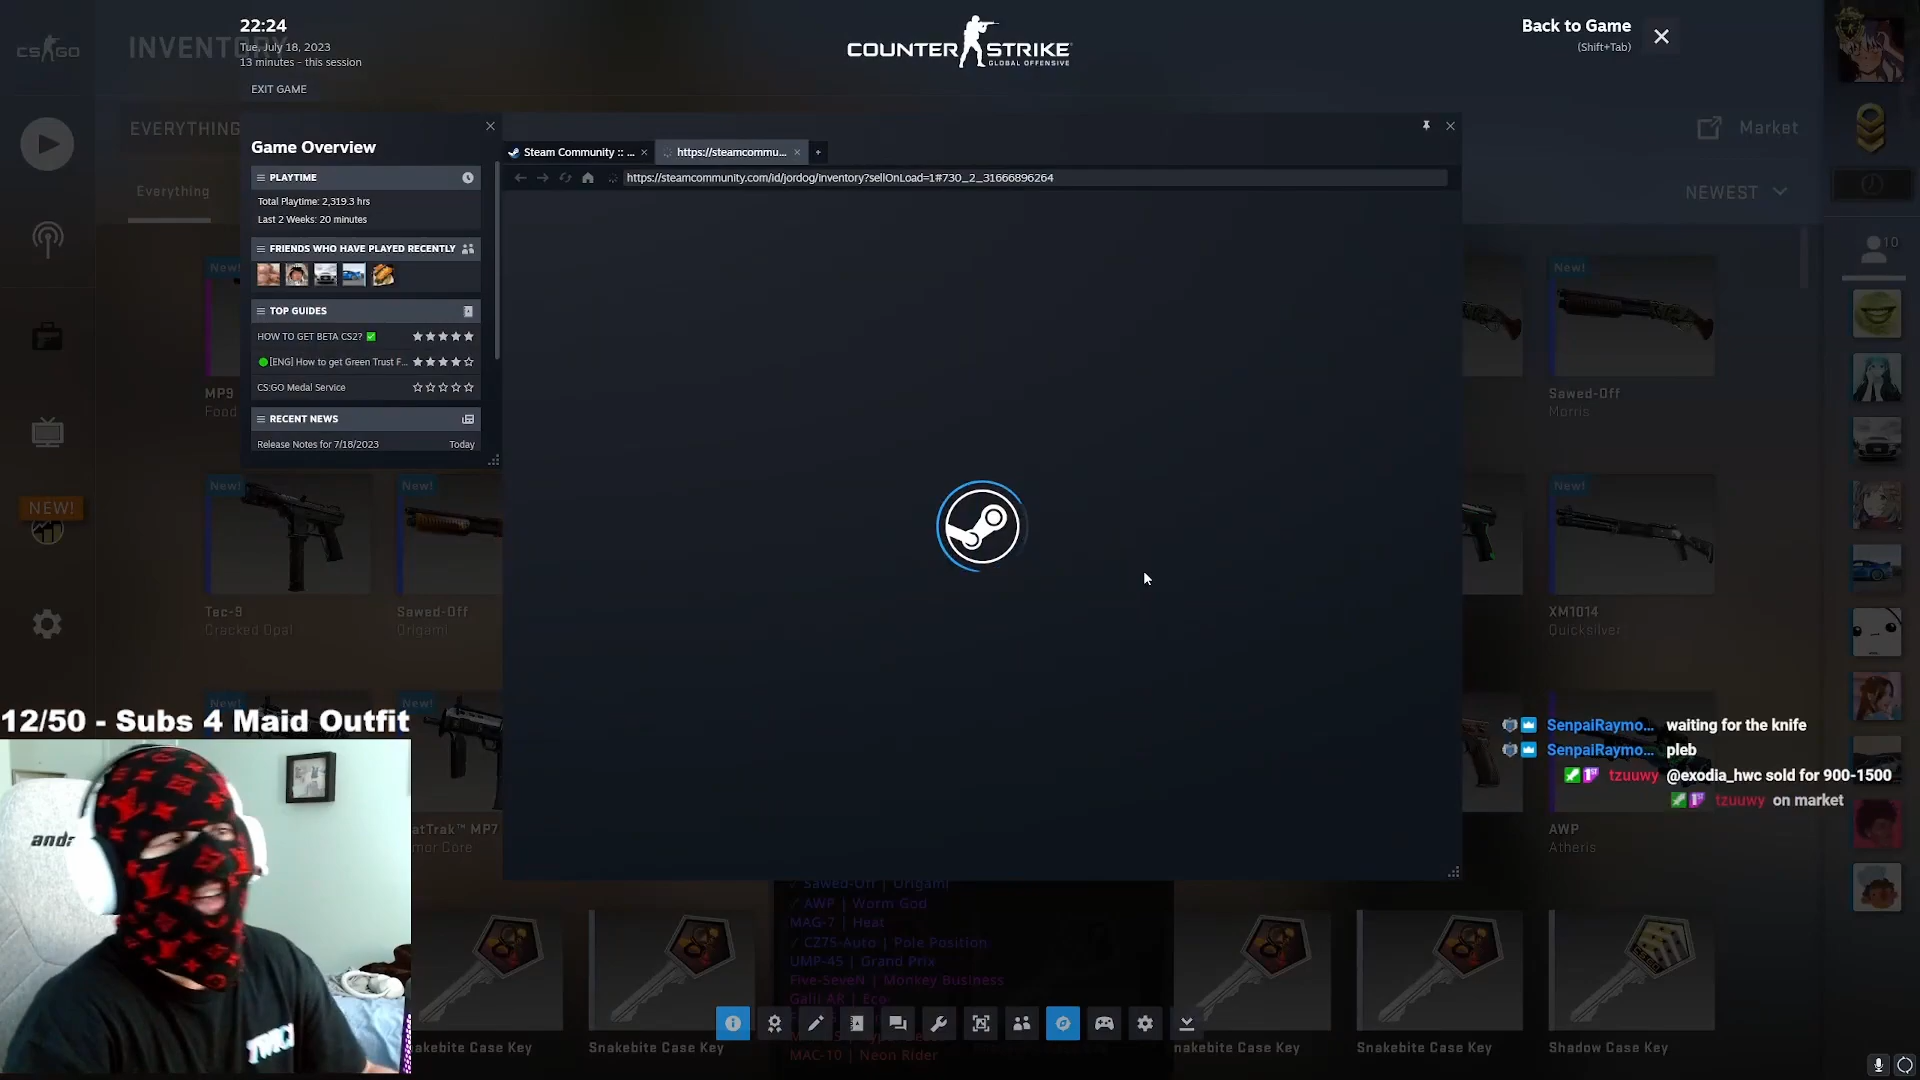 CS GO
INVENTORY
22:24
Tue, July 18, 2023
13 minutes - this session
EXIT GAME
COUNTER STRIKE
GLOBAL OFFENSIVE
Back to Game
(Shift+Tab)
EVERYTHING
Everything
Market
NEWEST
10
Game Overview
PLAYTIME
Total Playtime: 2,319.3 hrs
Last 2 Weeks: 20 minutes
FRIENDS WHO HAVE PLAYED RECENTLY
TOP GUIDES
HOW TO GET BETA CS2? ✅
[ENG] How to get Green Trust F...
CS:GO Medal Service
RECENT NEWS
Release Notes for 7/18/2023 Today
Steam Community :: ...
https://steamcommu...
https://steamcommunity.com/id/jordog/inventory?sellOnLoad=1#730_2_31666896264
New!
MP9
Food
New!
Sawed-Off
Morris
NEW!
New!
Tec-9
Cracked Opal
New!
Sawed-Off
Origami
New!
XM1014
Quicksilver
New!
New!
12/50 - Subs 4 Maid Outfit
atTrak™ MP7
mor Core
AWP
Atheris
SenpaiRaymo... waiting for the knife
SenpaiRaymo... pleb
tzuuwy @exodia_hwc sold for 900-1500
tzuuwy on market
anda
TWITCH
✓ Sawed-Off | Origami
✓ AWP | Worm God
MAG-7 | Heat
✓ CZ75-Auto | Pole Position
UMP-45 | Grand Prix
Five-SeveN | Monkey Business
Galil AR | Eco
MAC-10 | Neon Rider
akebite Case Key
Snakebite Case Key
nakebite Case Key
Snakebite Case Key
Shadow Case Key